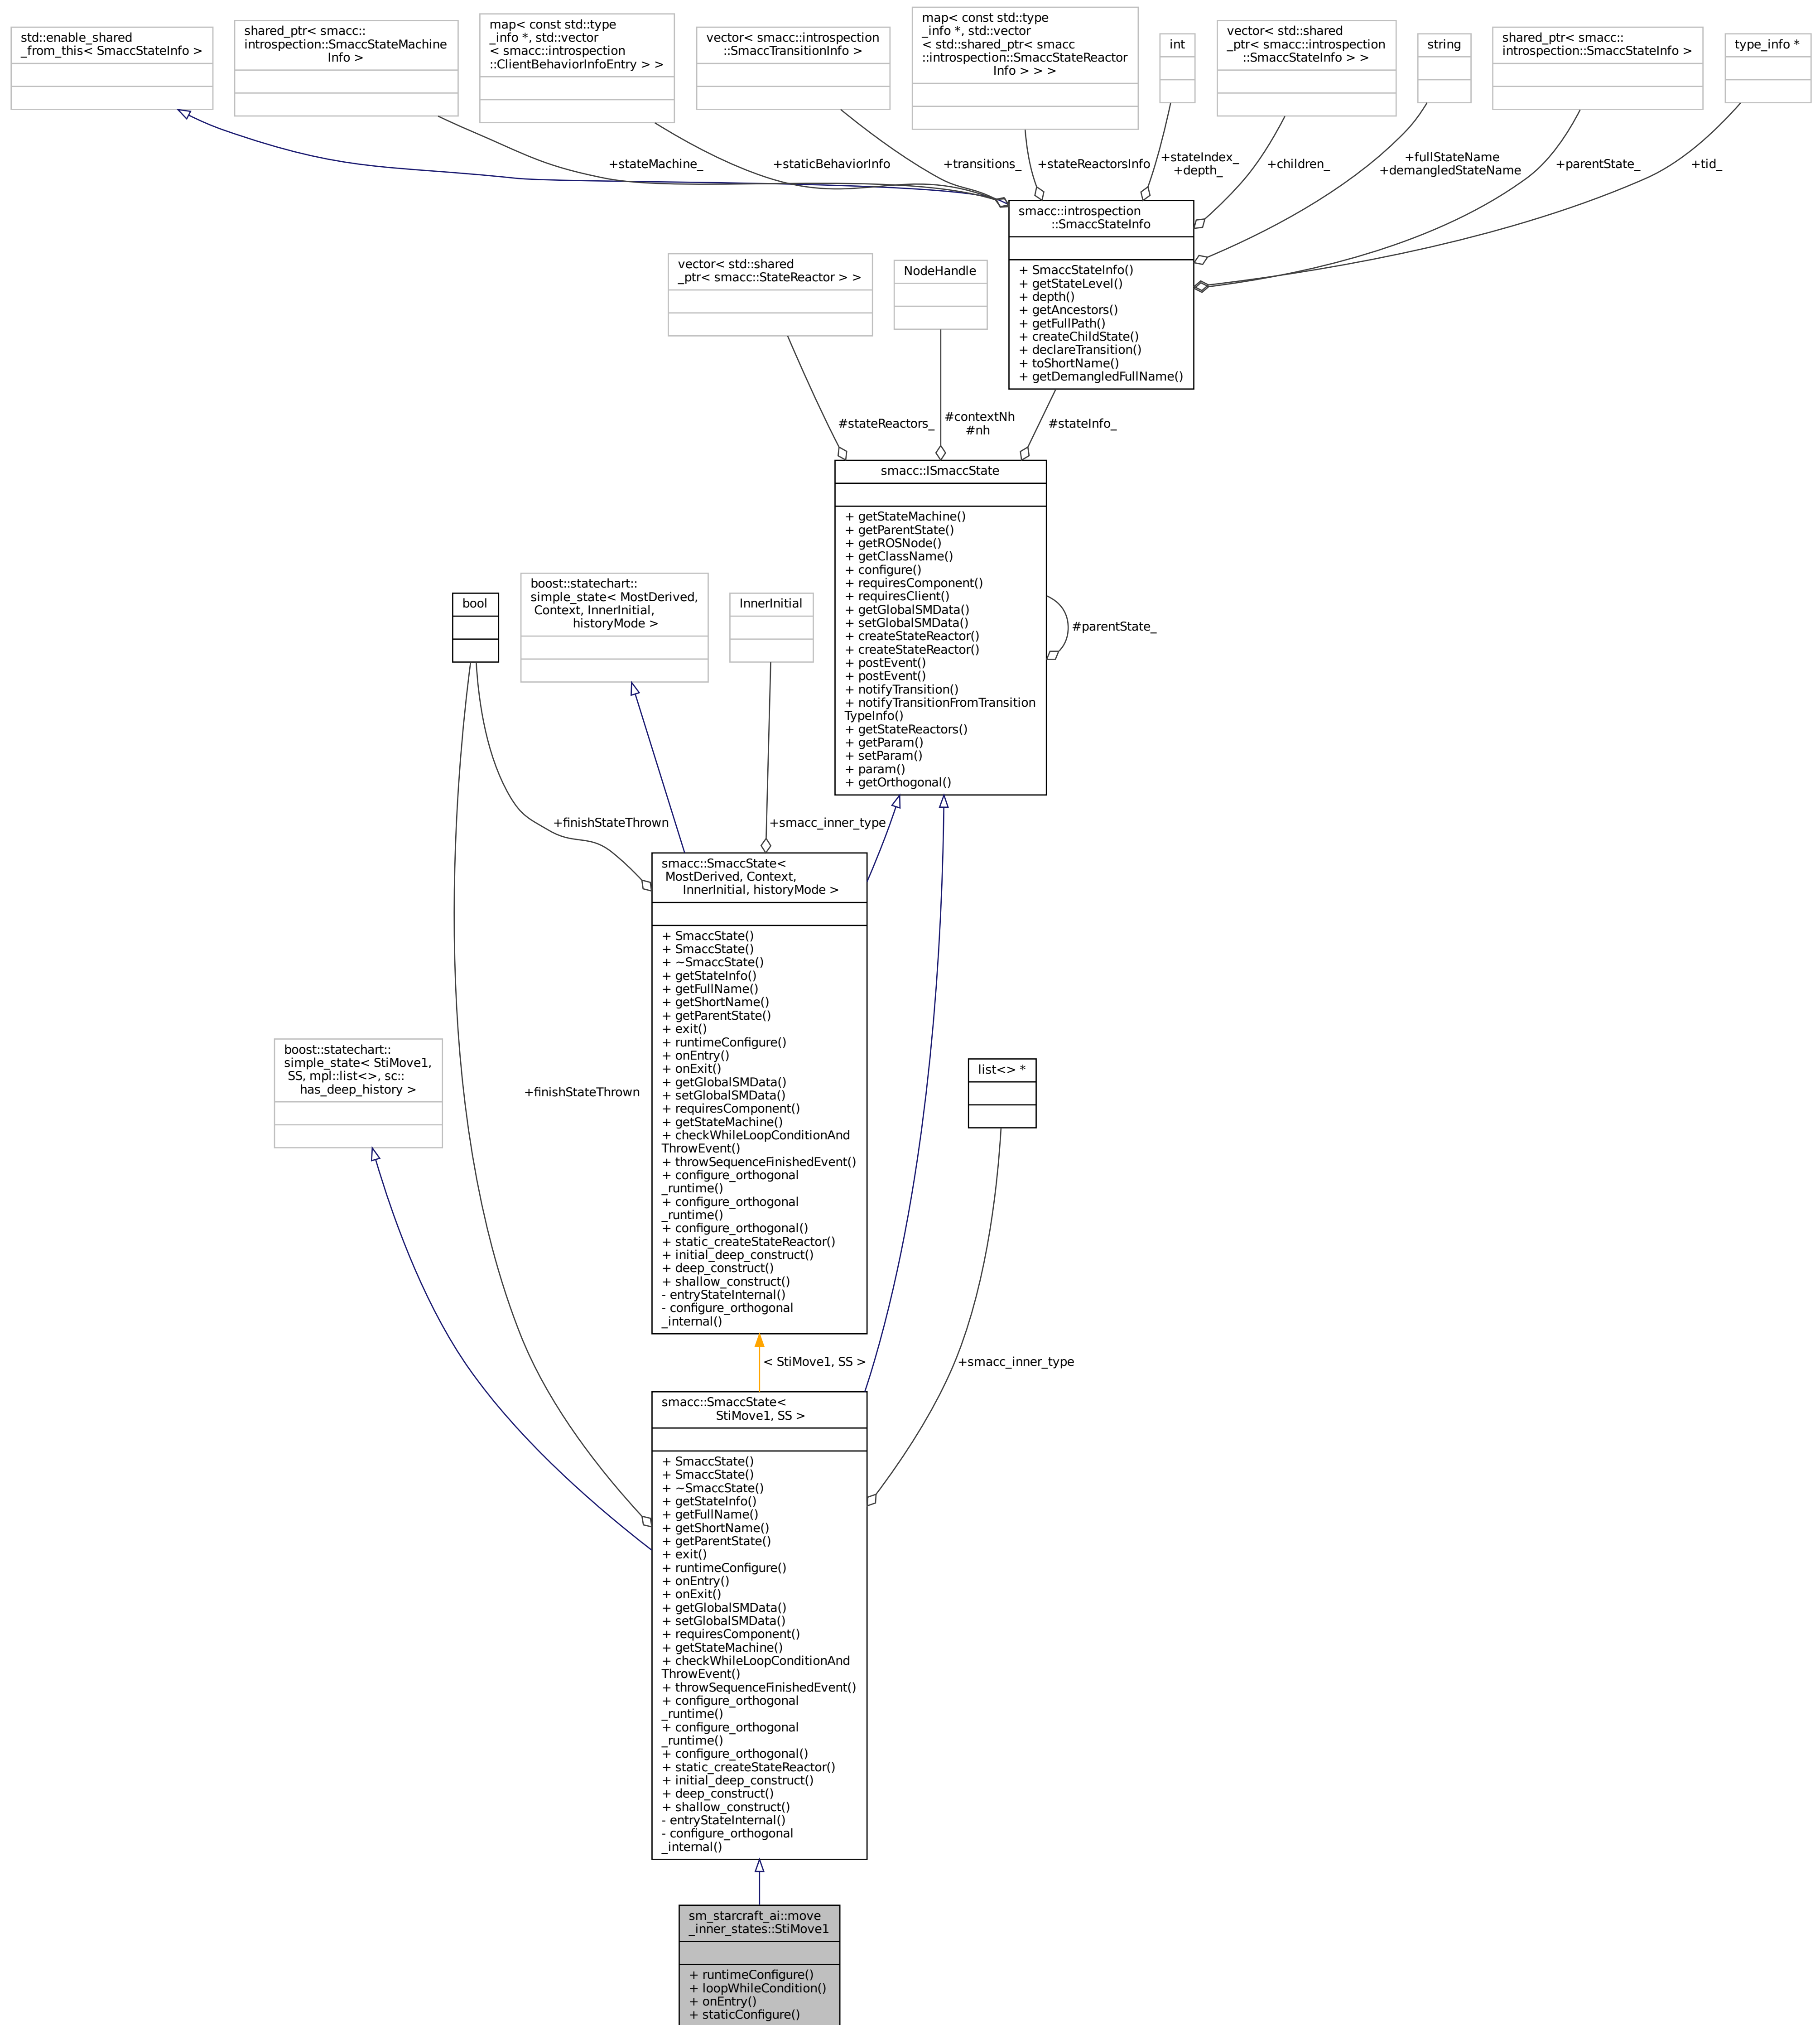 std::enable_shared
_from_this< SmaccStateInfo >
shared_ptr< smacc::
introspection::SmaccStateMachine
Info >
map< const std::type
_info *, std::vector
< smacc::introspection
::ClientBehaviorInfoEntry > >
vector< smacc::introspection
::SmaccTransitionInfo >
map< const std::type
_info *, std::vector
< std::shared_ptr< smacc
::introspection::SmaccStateReactor
Info > > >
int
vector< std::shared
_ptr< smacc::introspection
::SmaccStateInfo > >
string
shared_ptr< smacc::
introspection::SmaccStateInfo >
type_info *
+stateMachine_
+staticBehaviorInfo
+transitions_
+stateReactorsInfo
+stateIndex_
+depth_
+children_
+fullStateName
+demangledStateName
+parentState_
+tid_
smacc::introspection
::SmaccStateInfo
+ SmaccStateInfo()
+ getStateLevel()
+ depth()
+ getAncestors()
+ getFullPath()
+ createChildState()
+ declareTransition()
+ toShortName()
+ getDemangledFullName()
vector< std::shared
_ptr< smacc::StateReactor > >
NodeHandle
#stateReactors_
#contextNh
#nh
#stateInfo_
smacc::ISmaccState
+ getStateMachine()
+ getParentState()
+ getROSNode()
+ getClassName()
+ configure()
+ requiresComponent()
+ requiresClient()
+ getGlobalSMData()
+ setGlobalSMData()
+ createStateReactor()
+ createStateReactor()
+ postEvent()
+ postEvent()
+ notifyTransition()
+ notifyTransitionFromTransition
TypeInfo()
+ getStateReactors()
+ getParam()
+ setParam()
+ param()
+ getOrthogonal()
#parentState_
bool
boost::statechart::
simple_state< MostDerived,
Context, InnerInitial,
historyMode >
InnerInitial
+finishStateThrown
+smacc_inner_type
smacc::SmaccState<
MostDerived, Context,
InnerInitial, historyMode >
+ SmaccState()
+ SmaccState()
+ ~SmaccState()
+ getStateInfo()
+ getFullName()
+ getShortName()
+ getParentState()
+ exit()
+ runtimeConfigure()
+ onEntry()
+ onExit()
+ getGlobalSMData()
+ setGlobalSMData()
+ requiresComponent()
+ getStateMachine()
+ checkWhileLoopConditionAnd
ThrowEvent()
+ throwSequenceFinishedEvent()
+ configure_orthogonal
_runtime()
+ configure_orthogonal
_runtime()
+ configure_orthogonal()
+ static_createStateReactor()
+ initial_deep_construct()
+ deep_construct()
+ shallow_construct()
- entryStateInternal()
- configure_orthogonal
_internal()
boost::statechart::
simple_state< StiMove1,
SS, mpl::list<>, sc::
has_deep_history >
+finishStateThrown
list<> *
< StiMove1, SS >
+smacc_inner_type
smacc::SmaccState<
StiMove1, SS >
+ SmaccState()
+ SmaccState()
+ ~SmaccState()
+ getStateInfo()
+ getFullName()
+ getShortName()
+ getParentState()
+ exit()
+ runtimeConfigure()
+ onEntry()
+ onExit()
+ getGlobalSMData()
+ setGlobalSMData()
+ requiresComponent()
+ getStateMachine()
+ checkWhileLoopConditionAnd
ThrowEvent()
+ throwSequenceFinishedEvent()
+ configure_orthogonal
_runtime()
+ configure_orthogonal
_runtime()
+ configure_orthogonal()
+ static_createStateReactor()
+ initial_deep_construct()
+ deep_construct()
+ shallow_construct()
- entryStateInternal()
- configure_orthogonal
_internal()
sm_starcraft_ai::move
_inner_states::StiMove1
+ runtimeConfigure()
+ loopWhileCondition()
+ onEntry()
+ staticConfigure()